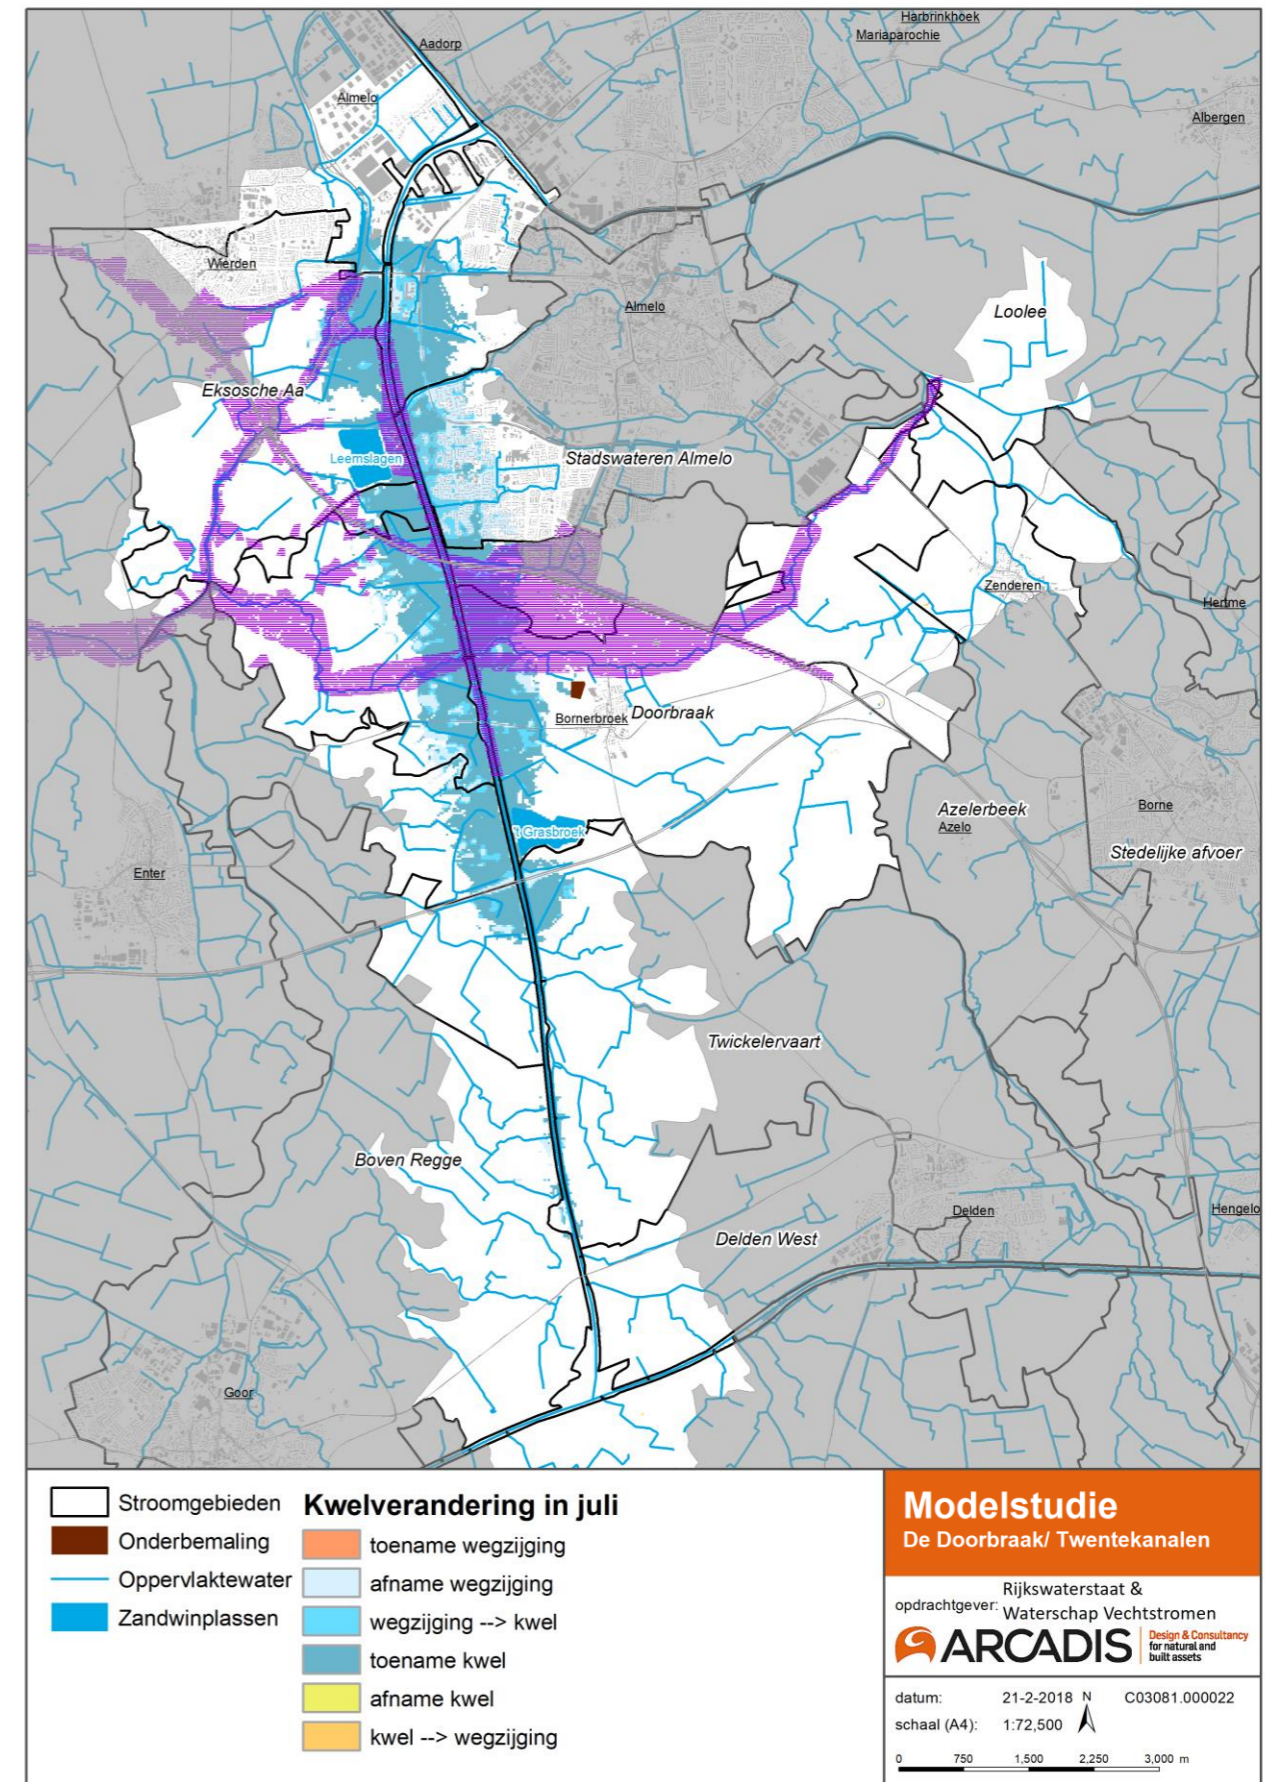 Harbrinkhoek
Mariaparochie
Aadorp
Almelo
Albergen
Wierden
Almelo
Loolee
Eksosche Aa
Leemslagen
Stadswateren Almelo
Zenderen
Hertme
Bornerbroek
Doorbraak
Azelerbeek
Azelo
Borne
't Grasbroek
Stedelijke afvoer
Enter
Twickelervaart
Boven Regge
Delden
Hengelo
Delden West
Goor
Stroomgebieden
Onderbemaling
Oppervlaktewater
Zandwinplassen
Kwelverandering in juli
toename wegzijging
afname wegzijging
wegzijging --> kwel
toename kwel
afname kwel
kwel --> wegzijging
Modelstudie
De Doorbraak/ Twentekanalen
opdrachtgever: Rijkswaterstaat &
Waterschap Vechtstromen
ARCADIS
Design & Consultancy
for natural and
built assets
datum: 21-2-2018 N C03081.000022
schaal (A4): 1:72,500
0 750 1,500 2,250 3,000 m